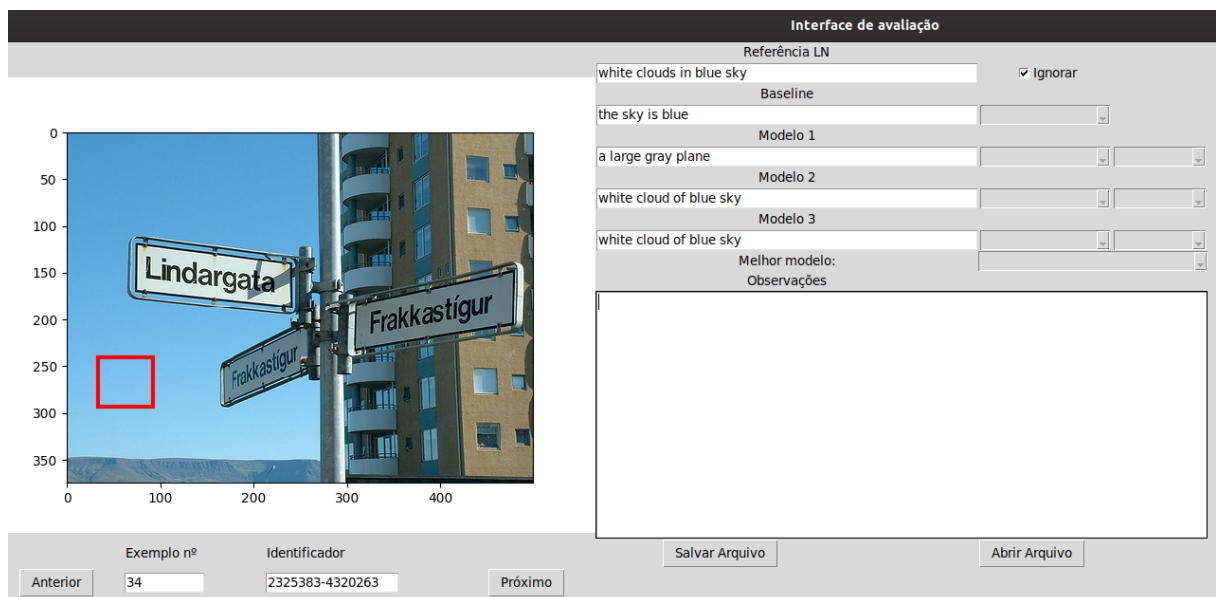 Interface de avaliação
Referência LN
white clouds in blue sky
Ignorar
Baseline
the sky is blue
Modelo 1
a large gray plane
Modelo 2
white cloud of blue sky
Modelo 3
white cloud of blue sky
Melhor modelo:
Observações
0
50
100
150
200
250
300
350
0 100 200 300 400
Lindargata
Frakkastígur
Frakkastígur
Salvar Arquivo Abrir Arquivo
Exemplo nº Identificador
Anterior 34 2325383-4320263 Próximo